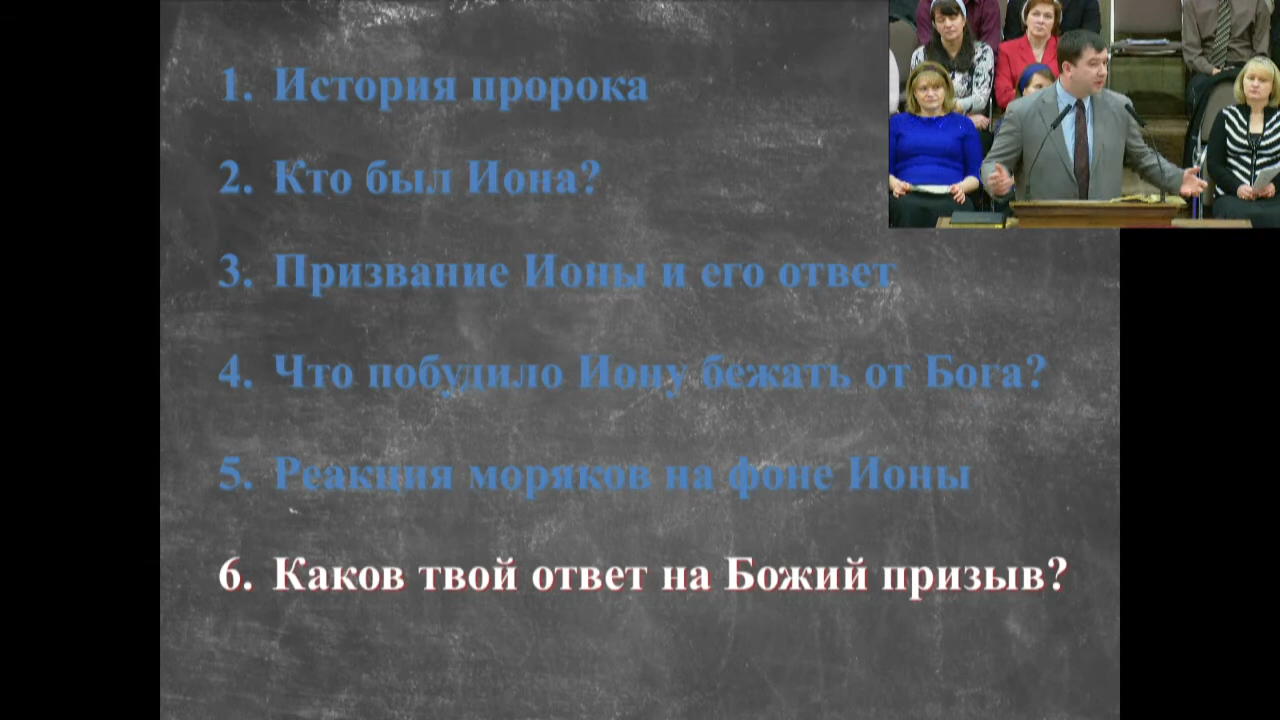 1. История пророка
2. Кто был Иона?
3. Призвание Ионы и его ответ
4. Что побудило Иону бежать от Бога?
5. Реакция моряков на фоне Ионы
6. Каков твой ответ на Божий призыв?